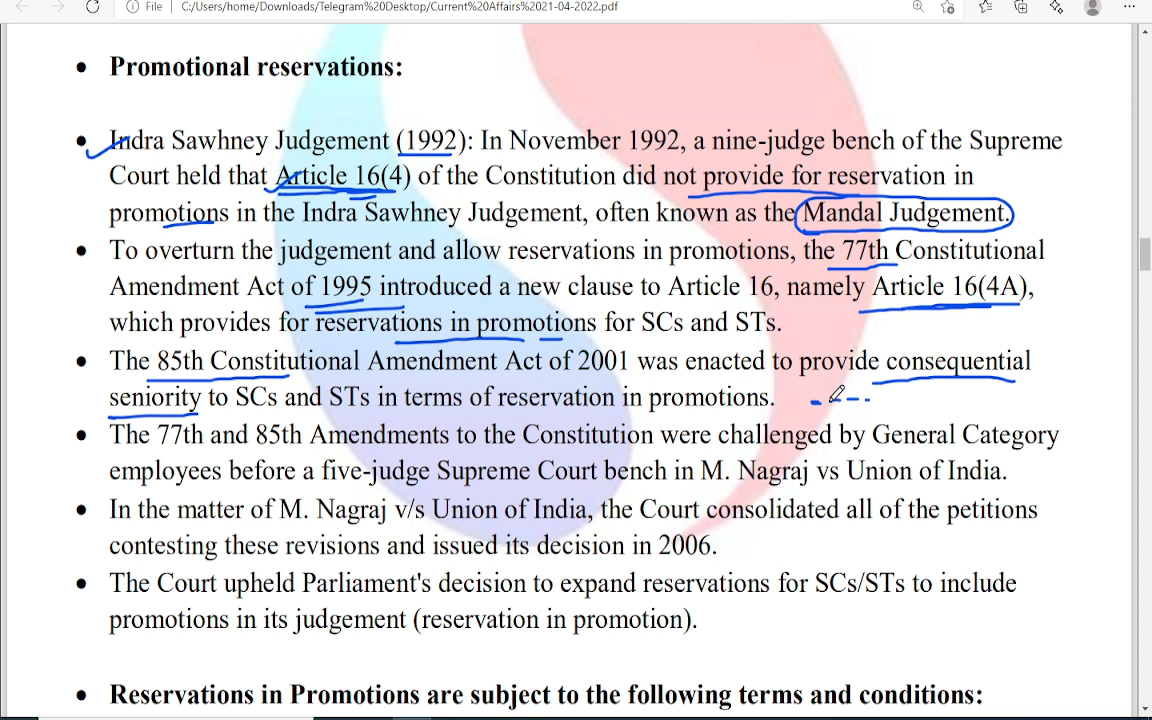 File | C:/Users/home/Downloads/Telegram%20Desktop/Current%20Affairs%2021-04-2022.pdf
• Promotional reservations:
• Indra Sawhney Judgement (1992): In November 1992, a nine-judge bench of the Supreme
Court held that Article 16(4) of the Constitution did not provide for reservation in
promotions in the Indra Sawhney Judgement, often known as the Mandal Judgement.
• To overturn the judgement and allow reservations in promotions, the 77th Constitutional
Amendment Act of 1995 introduced a new clause to Article 16, namely Article 16(4A),
which provides for reservations in promotions for SCs and STs.
• The 85th Constitutional Amendment Act of 2001 was enacted to provide consequential
seniority to SCs and STs in terms of reservation in promotions.
• The 77th and 85th Amendments to the Constitution were challenged by General Category
employees before a five-judge Supreme Court bench in M. Nagraj vs Union of India.
• In the matter of M. Nagraj v/s Union of India, the Court consolidated all of the petitions
contesting these revisions and issued its decision in 2006.
• The Court upheld Parliament's decision to expand reservations for SCs/STs to include
promotions in its judgement (reservation in promotion).
• Reservations in Promotions are subject to the following terms and conditions: